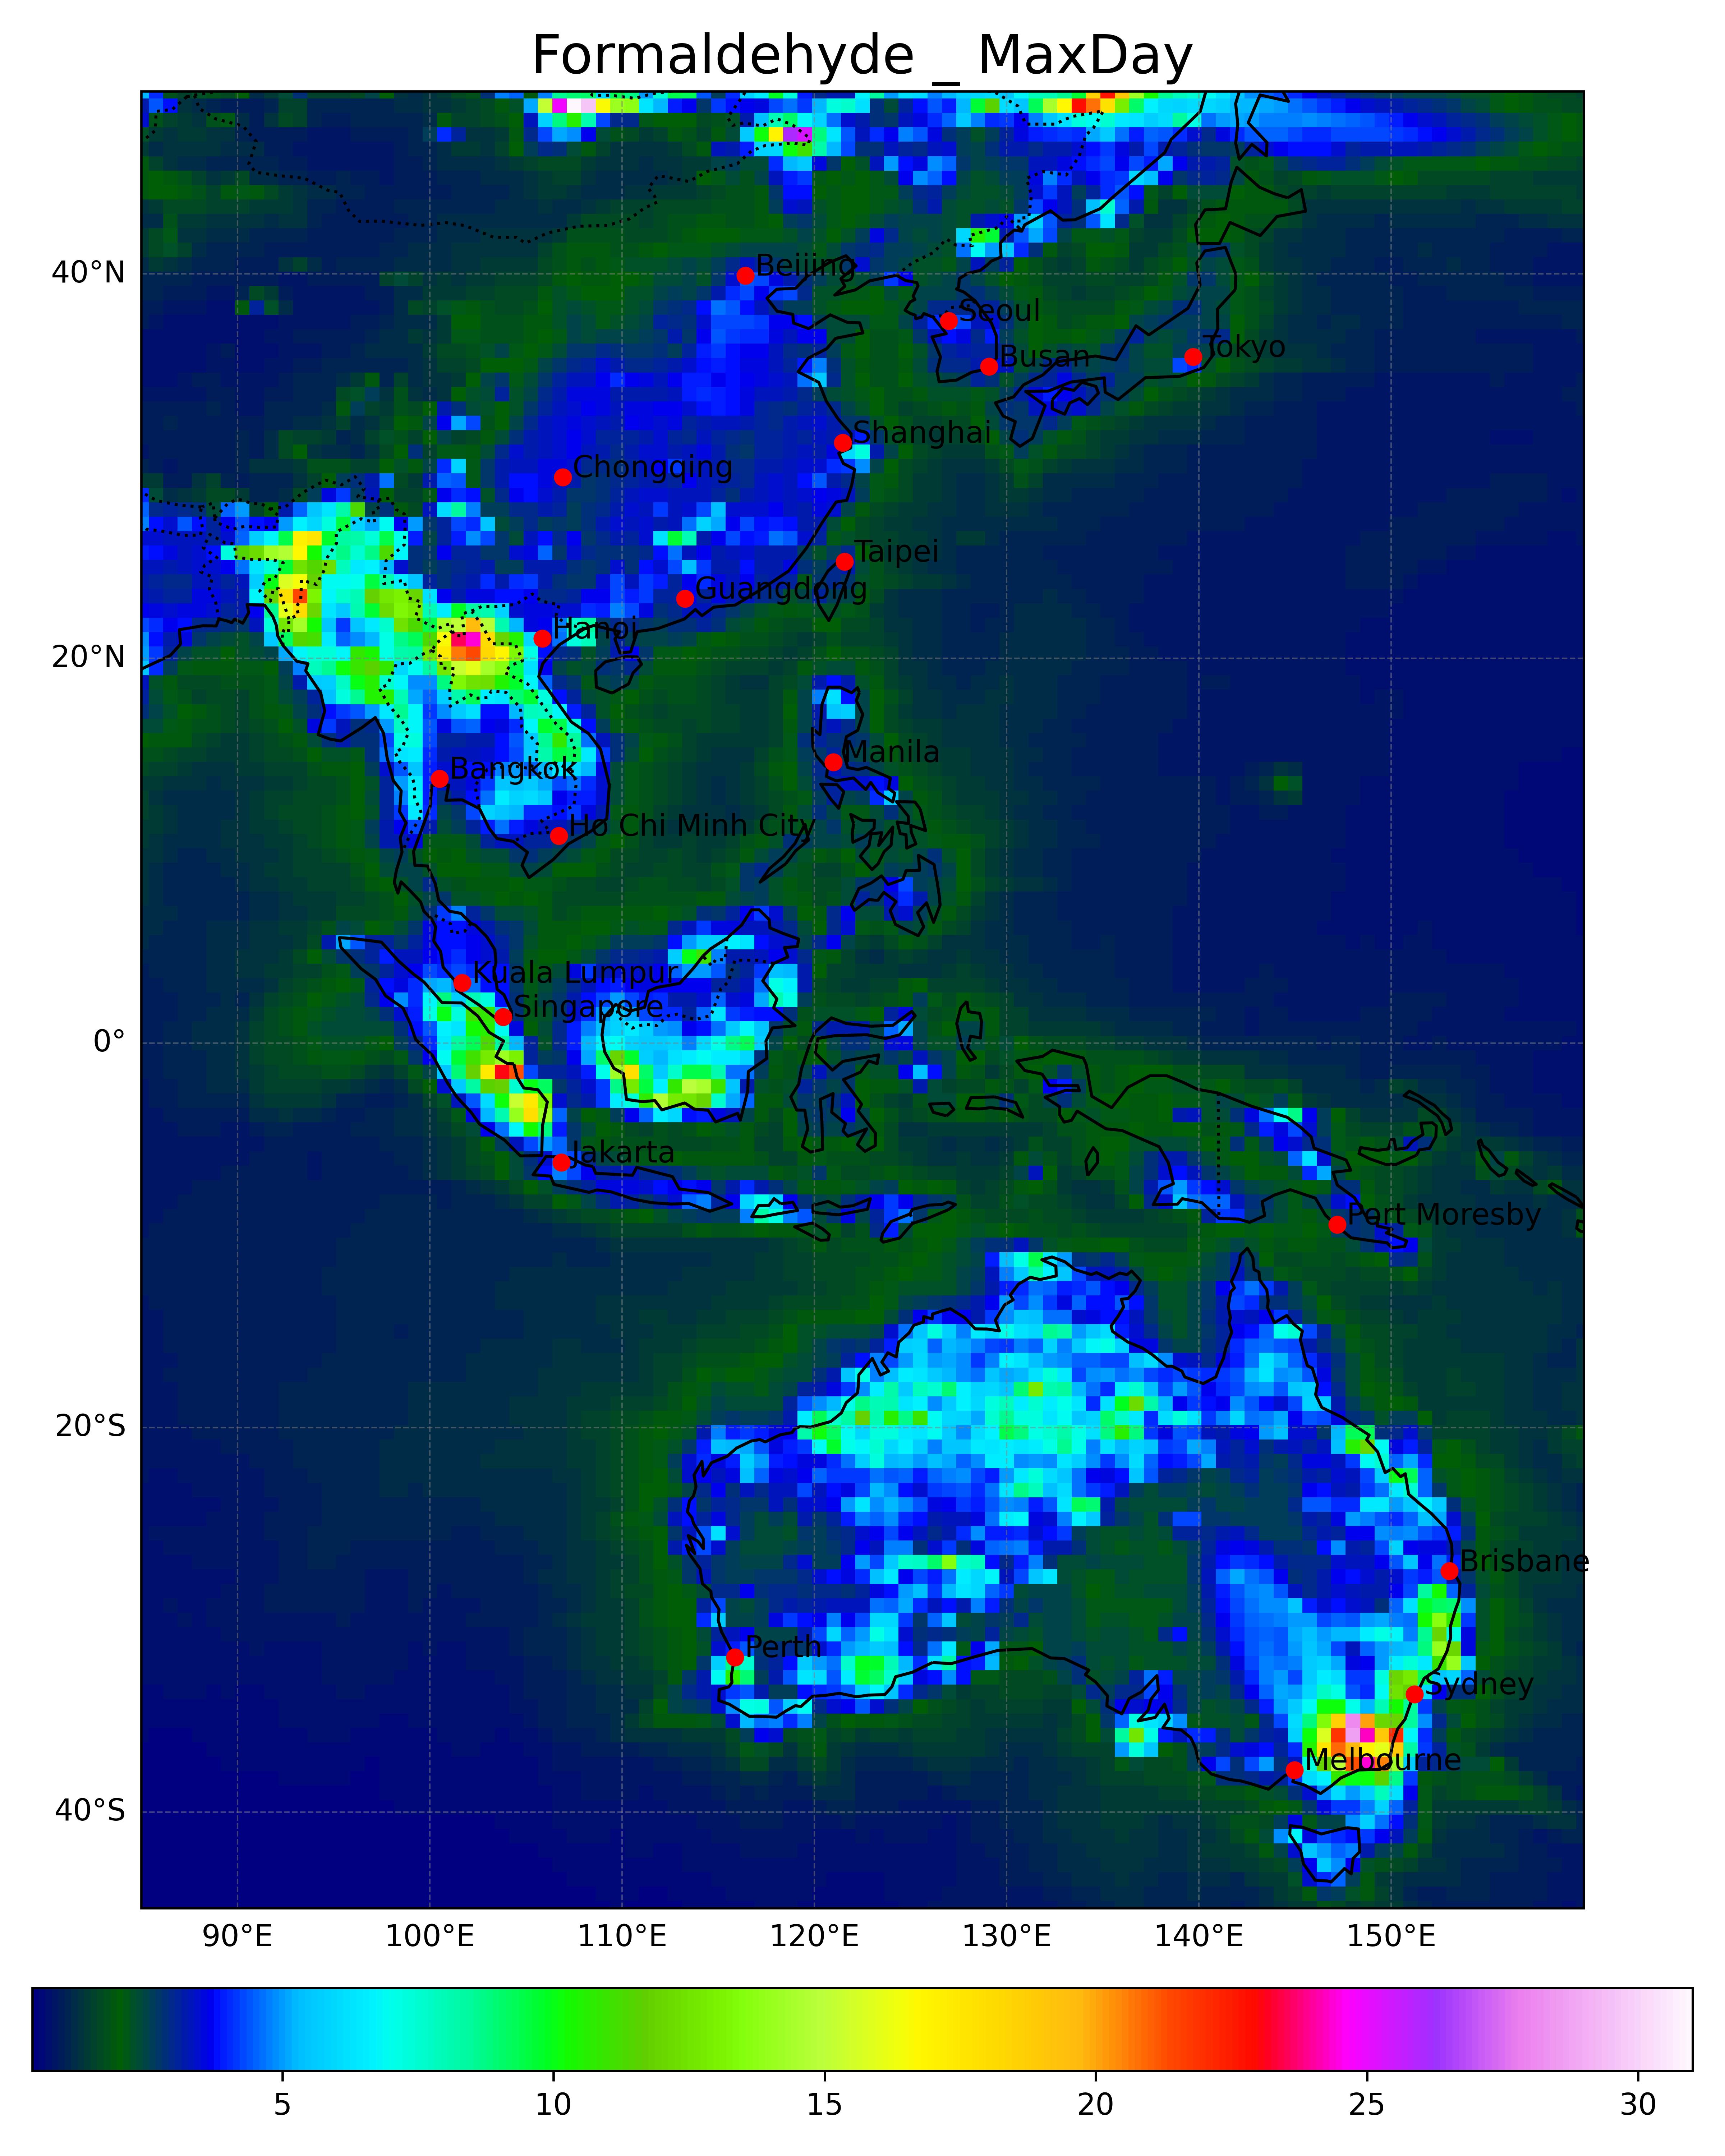 Formaldehyde _ MaxDay
40°N
20°N
0°
20°S
40°S
Beijing
Seoul
Busan
Tokyo
Shanghai
Chongqing
Taipei
Guangdong
Hanoi
Manila
Bangkok
Ho Chi Minh City
Kuala Lumpur
Singapore
Jakarta
Port Moresby
Brisbane
Perth
Sydney
Melbourne
90°E 100°E 110°E 120°E 130°E 140°E 150°E
5 10 15 20 25 30